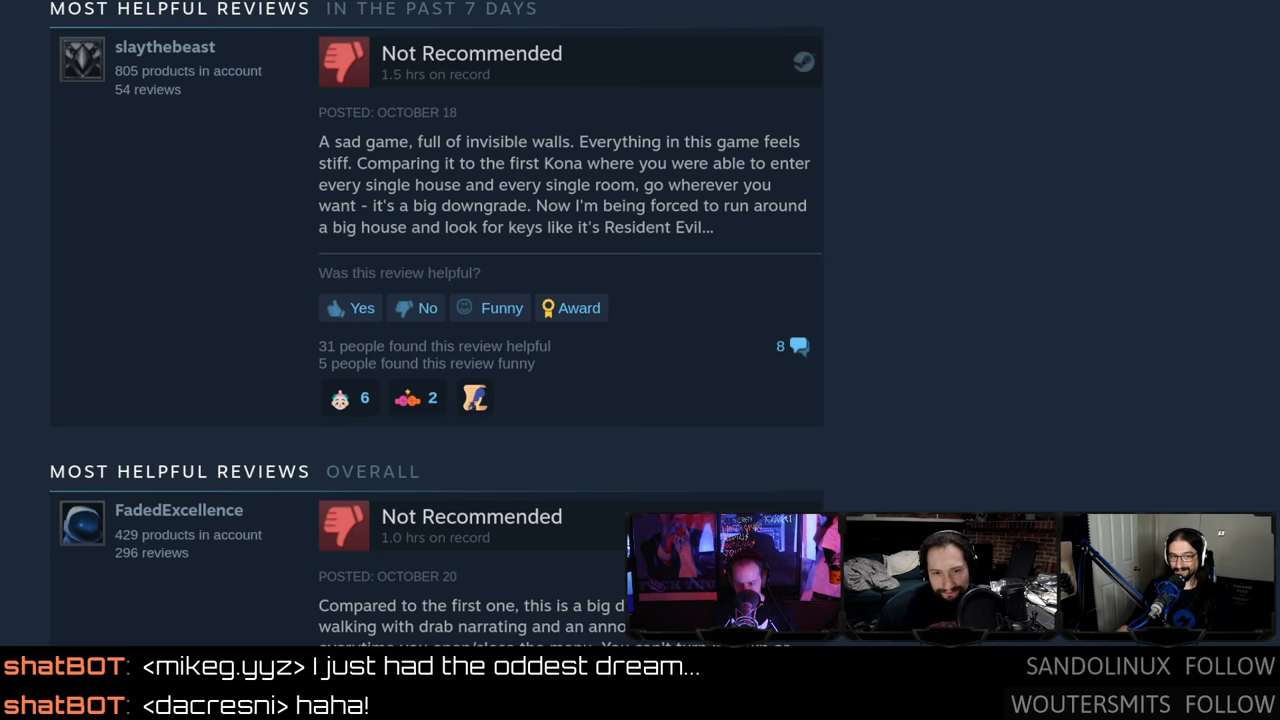 MOST HELPFUL REVIEWS IN THE PAST 7 DAYS
slaythebeast
805 products in account
54 reviews
Not Recommended
1.5 hrs on record
POSTED: OCTOBER 18
A sad game, full of invisible walls. Everything in this game feels
stiff. Comparing it to the first Kona where you were able to enter
every single house and every single room, go wherever you
want - it's a big downgrade. Now I'm being forced to run around
a big house and look for keys like it's Resident Evil...
Was this review helpful?
Yes No Funny Award
31 people found this review helpful
5 people found this review funny
8
6 2
MOST HELPFUL REVIEWS OVERALL
FadedExcellence
429 products in account
296 reviews
Not Recommended
1.0 hrs on record
POSTED: OCTOBER 20
Compared to the first one, this is a big d
walking with drab narrating and an anno
shatBOT: <mikeg.yyz> I just had the oddest dream...
shatBOT: <dacresni> haha!
SANDOLINUX FOLLOW
WOUTERSMITS FOLLOW